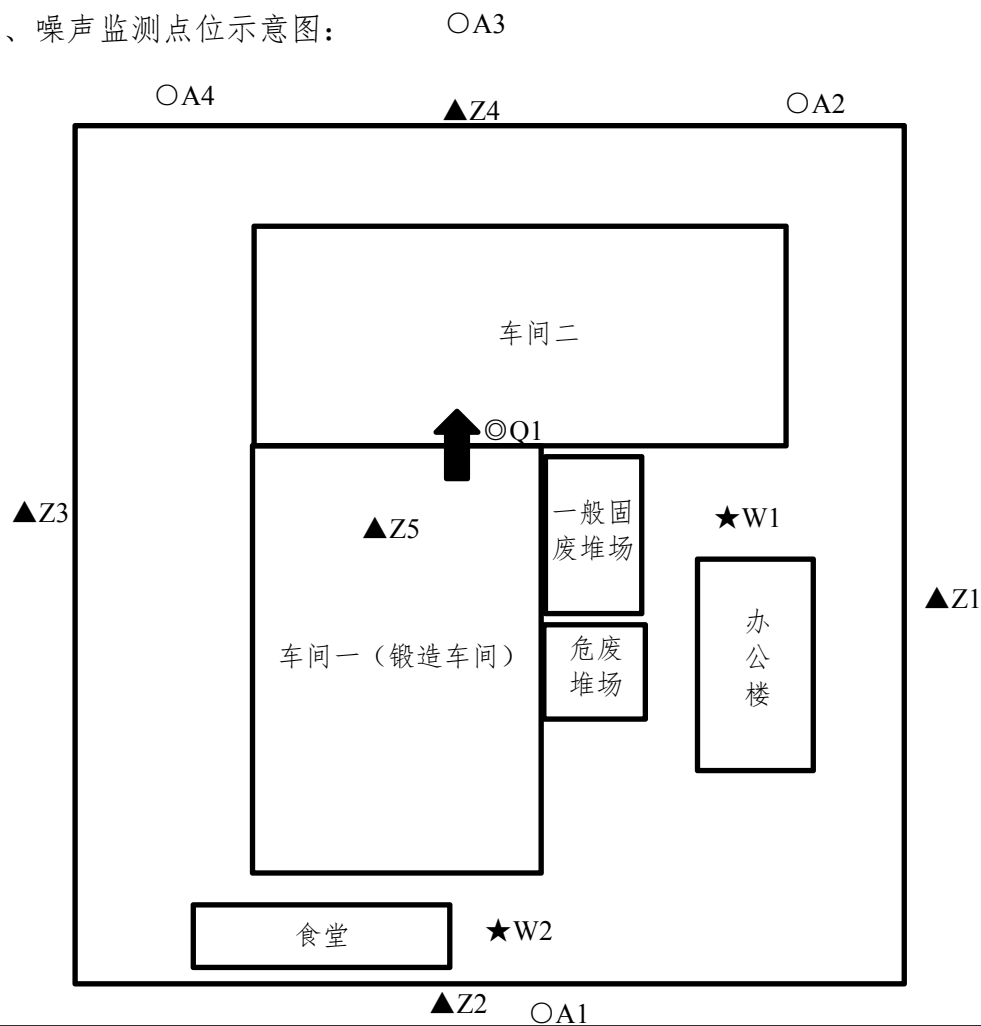 、噪声监测点位示意图：
○A3
○A4
▲Z4
○A2
车间二
◎Q1
▲Z3
▲Z5
一般固
废堆场
★W1
▲Z1
车间一（锻造车间）
危废
堆场
办
公
楼
食堂
★W2
▲Z2
○A1